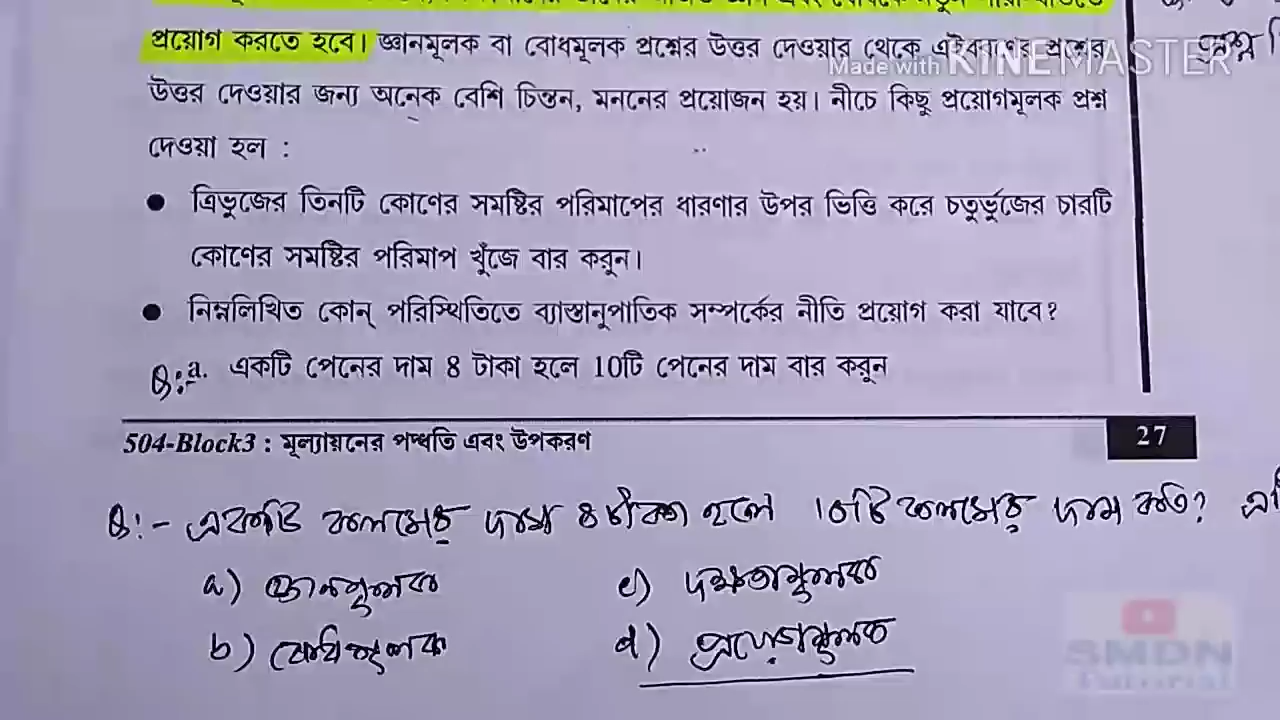 প্রয়োগ করতে হবে। জ্ঞানমূলক বা বোধমূলক প্রশ্নের উত্তর দেওয়ার থেকে এইধরণের প্রশ্নের
Made with KINEMASTER
উত্তর দেওয়ার জন্য অনেক বেশি চিন্তন, মননের প্রয়োজন হয়। নীচে কিছু প্রয়োগমূলক প্রশ্ন
দেওয়া হল :
● ত্রিভুজের তিনটি কোণের সমষ্টির পরিমাপের ধারণার উপর ভিত্তি করে চতুর্ভুজের চারটি
কোণের সমষ্টির পরিমাপ খুঁজে বার করুন।
● নিম্নলিখিত কোন্ পরিস্থিতিতে ব্যাস্তানুপাতিক সম্পর্কের নীতি প্রয়োগ করা যাবে?
Q:- a. একটি পেনের দাম 8 টাকা হলে 10টি পেনের দাম বার করুন
504-Block3 : মূল্যায়নের পদ্ধতি এবং উপকরণ
27
Q:- একটি কলমের দাম 8 টাকা হলে 10টি কলমের দাম কত?
a) জ্ঞানমূলক
c) দক্ষতামূলক
b) বোধমূলক
d) প্রয়োগমূলক
SMDN
Tutorial